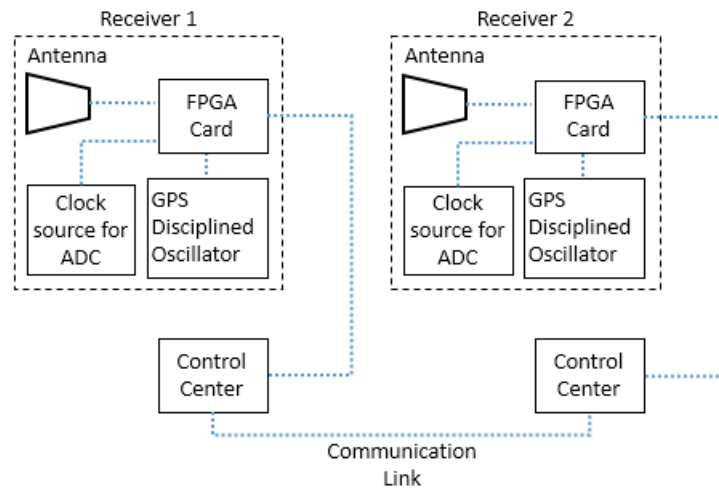 Receiver 1
Antenna
FPGA
Card
Clock
source for
ADC
GPS
Disciplined
Oscillator
Control
Center
Receiver 2
Antenna
FPGA
Card
Clock
source for
ADC
GPS
Disciplined
Oscillator
Control
Center
Communication
Link